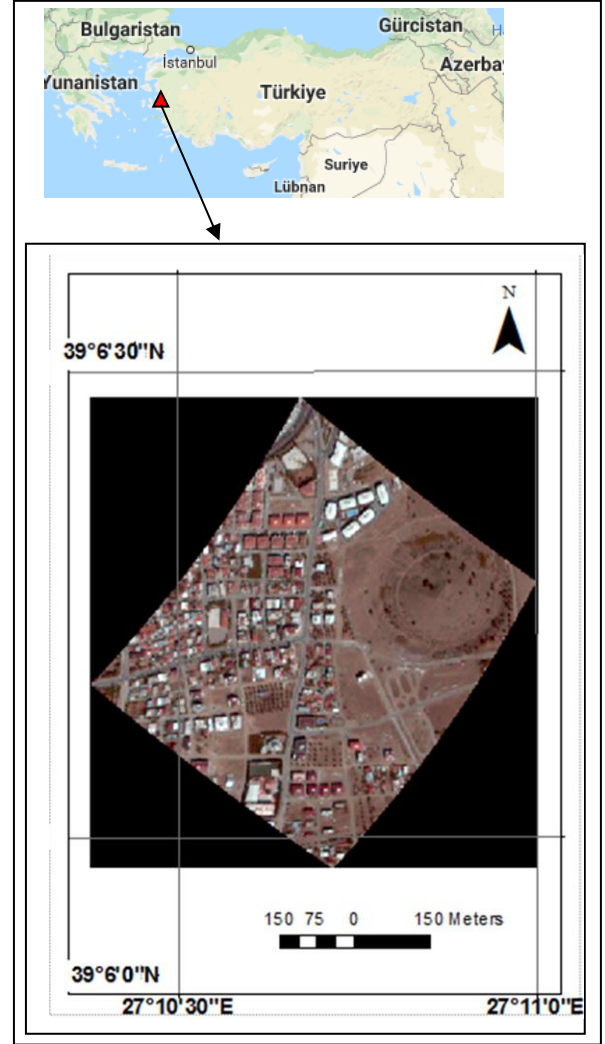 Bulgaristan
Gürcistan
İstanbul
Azerba
Yunanistan
Türkiye
Suriye
Lübnan
N
39°6'30"N
150 75 0 150 Meters
39°6'0"N
27°10'30"E 27°11'0"E